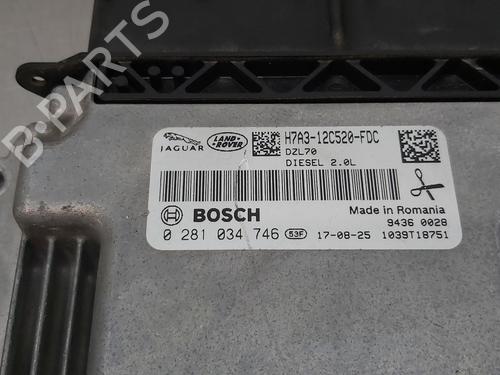 B-PARTS
JAGUAR
LAND-
ROVER
H7A3-12C520-FDC
DZL70
DIESEL 2.0L
BOSCH
Made in Romania
9436 0028
0 281 034 746 53F 17-08-25 1039T18751